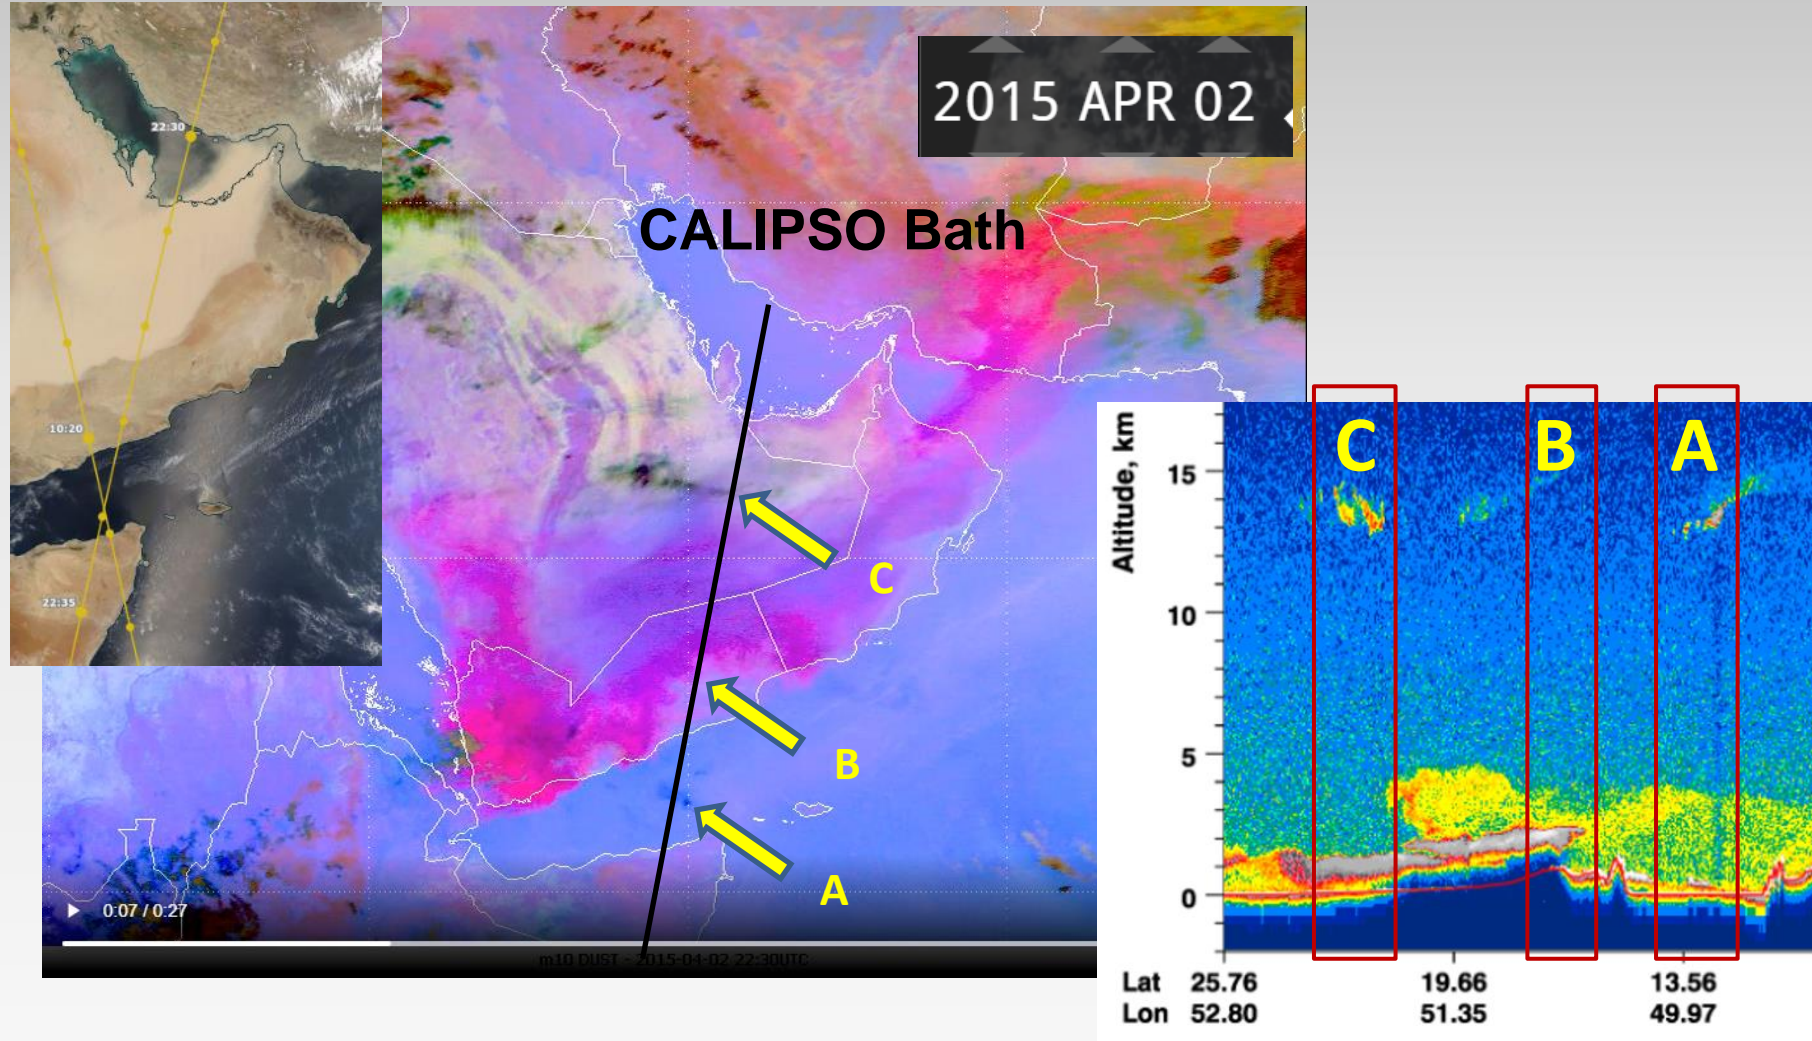 22:30
10:20
22:35
2015 APR 02
CALIPSO Bath
C
B
A
0:07 / 0:27
m10 DUST - 2015-04-02 22:30UTC
C B A
Altitude, km
15
10
5
0
Lat 25.76 19.66 13.56
Lon 52.80 51.35 49.97